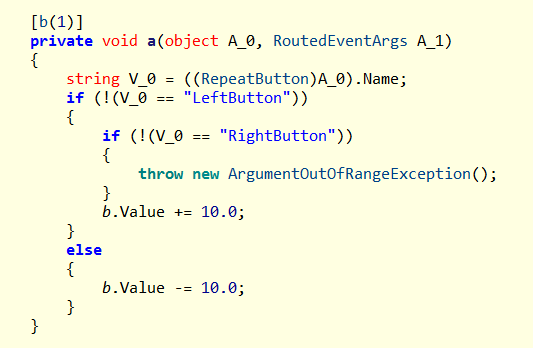 [b(1)]
private void a(object A_0, RoutedEventArgs A_1)
{
    string V_0 = ((RepeatButton)A_0).Name;
    if (!(V_0 == "LeftButton"))
    {
        if (!(V_0 == "RightButton"))
        {
            throw new ArgumentOutOfRangeException();
        }
        b.Value += 10.0;
    }
    else
    {
        b.Value -= 10.0;
    }
}